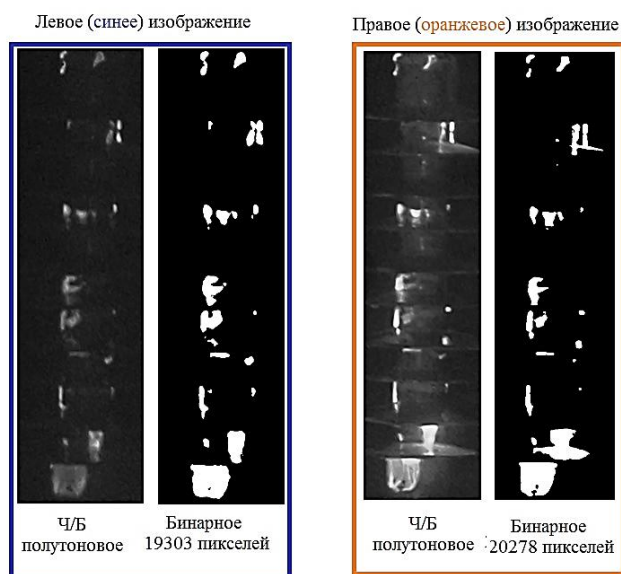 Левое (синее) изображение
Правое (оранжевое) изображение
Ч/Б
полутоновое
Бинарное
19303 пикселей
Ч/Б
полутоновое
Бинарное
20278 пикселей